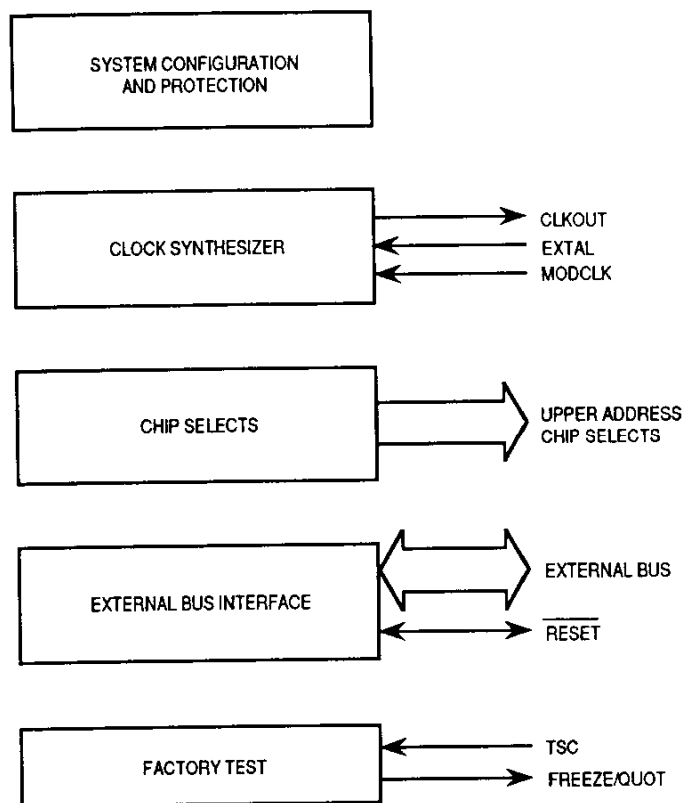 SYSTEM CONFIGURATION
AND PROTECTION
CLOCK SYNTHESIZER
CLKOUT
EXTAL
MODCLK
CHIP SELECTS
UPPER ADDRESS
CHIP SELECTS
EXTERNAL BUS INTERFACE
EXTERNAL BUS
RESET
FACTORY TEST
TSC
FREEZE/QUOT